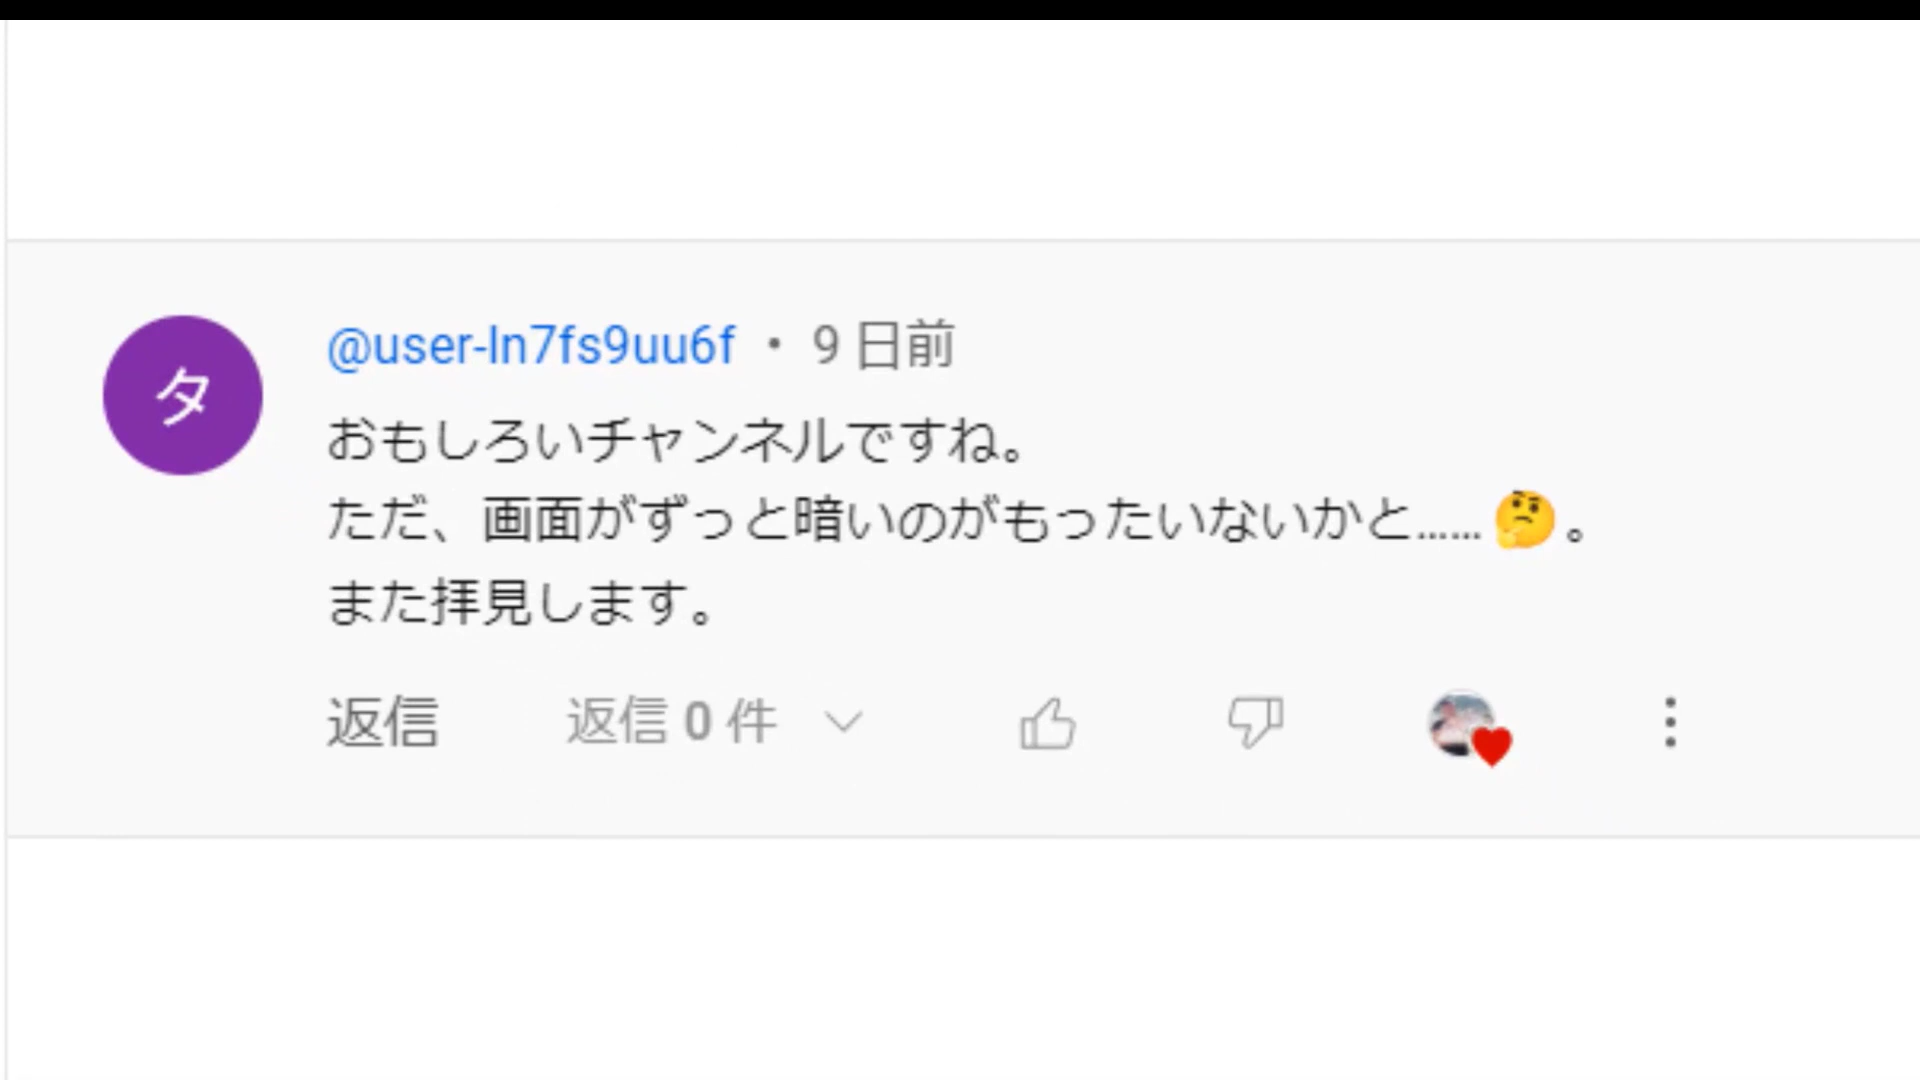 タ
@user-ln7fs9uu6f ・ 9 日前
おもしろいチャンネルですね。
ただ、画面がずっと暗いのがもったいないかと……🤔。
また拝見します。
返信 返信 0 件